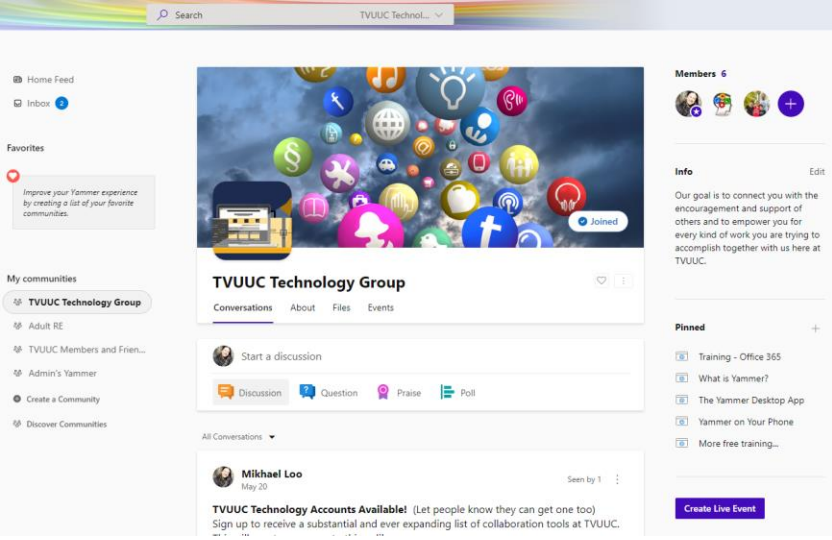 Search
TVUUC Technol...
Home Feed
Inbox 2
Favorites
Improve your Yammer experience
by creating a list of your favorite
communities.
My communities
TVUUC Technology Group
Adult RE
TVUUC Members and Frien...
Admin's Yammer
Create a Community
Discover Communities
Joined
TVUUC Technology Group
Conversations About Files Events
Start a discussion
Discussion Question Praise Poll
All Conversations
Mikhael Loo
May 20
Seen by 1
TVUUC Technology Accounts Available! (Let people know they can get one too)
Sign up to receive a substantial and ever expanding list of collaboration tools at TVUUC.
Members 6
Info Edit
Our goal is to connect you with the
encouragement and support of
others and to empower you for
every kind of work you are trying to
accomplish together with us here at
TVUUC.
Pinned
Training - Office 365
What is Yammer?
The Yammer Desktop App
Yammer on Your Phone
More free training...
Create Live Event